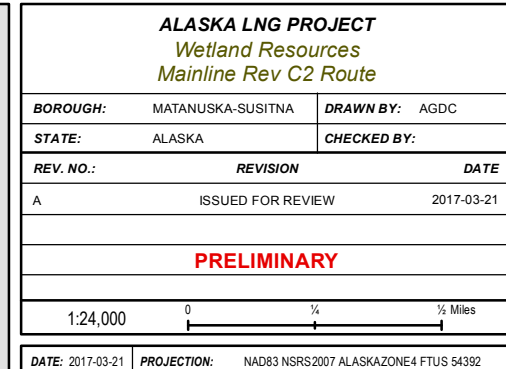 ALASKA LNG PROJECT
Wetland Resources
Mainline Rev C2 Route
BOROUGH: MATANUSKA-SUSITNA DRAWN BY: AGDC
STATE: ALASKA CHECKED BY:
REV. NO.: REVISION DATE
A ISSUED FOR REVIEW 2017-03-21
PRELIMINARY
1:24,000 0 ¼ ½ Miles
DATE: 2017-03-21 PROJECTION: NAD83 NSRS2007 ALASKAZONE4 FTUS 54392